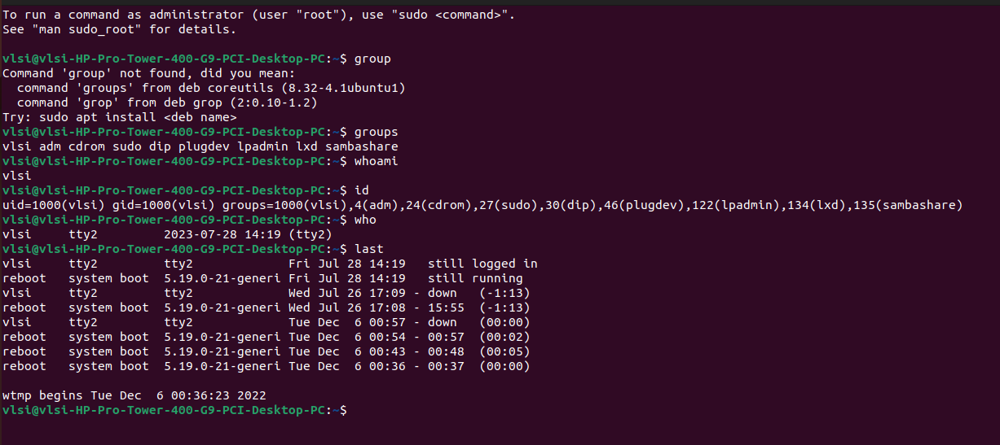 To run a command as administrator (user "root"), use "sudo <command>".
See "man sudo_root" for details.
vlsi@vlsi-HP-Pro-Tower-400-G9-PCI-Desktop-PC:~$ group
Command 'group' not found, did you mean:
  command 'groups' from deb coreutils (8.32-4.1ubuntu1)
  command 'grop' from deb grop (2:0.10-1.2)
Try: sudo apt install <deb name>
vlsi@vlsi-HP-Pro-Tower-400-G9-PCI-Desktop-PC:~$ groups
vlsi adm cdrom sudo dip plugdev lpadmin lxd sambashare
vlsi@vlsi-HP-Pro-Tower-400-G9-PCI-Desktop-PC:~$ whoami
vlsi
vlsi@vlsi-HP-Pro-Tower-400-G9-PCI-Desktop-PC:~$ id
uid=1000(vlsi) gid=1000(vlsi) groups=1000(vlsi),4(adm),24(cdrom),27(sudo),30(dip),46(plugdev),122(lpadmin),134(lxd),135(sambashare)
vlsi@vlsi-HP-Pro-Tower-400-G9-PCI-Desktop-PC:~$ who
vlsi     tty2         2023-07-28 14:19 (tty2)
vlsi@vlsi-HP-Pro-Tower-400-G9-PCI-Desktop-PC:~$ last
vlsi     tty2         tty2             Fri Jul 28 14:19   still logged in
reboot   system boot  5.19.0-21-generi Fri Jul 28 14:19   still running
vlsi     tty2         tty2             Wed Jul 26 17:09 - down   (-1:13)
reboot   system boot  5.19.0-21-generi Wed Jul 26 17:08 - 15:55  (-1:13)
vlsi     tty2         tty2             Tue Dec  6 00:57 - down   (00:00)
reboot   system boot  5.19.0-21-generi Tue Dec  6 00:54 - 00:57  (00:02)
reboot   system boot  5.19.0-21-generi Tue Dec  6 00:43 - 00:48  (00:05)
reboot   system boot  5.19.0-21-generi Tue Dec  6 00:36 - 00:37  (00:00)
wtmp begins Tue Dec  6 00:36:23 2022
vlsi@vlsi-HP-Pro-Tower-400-G9-PCI-Desktop-PC:~$